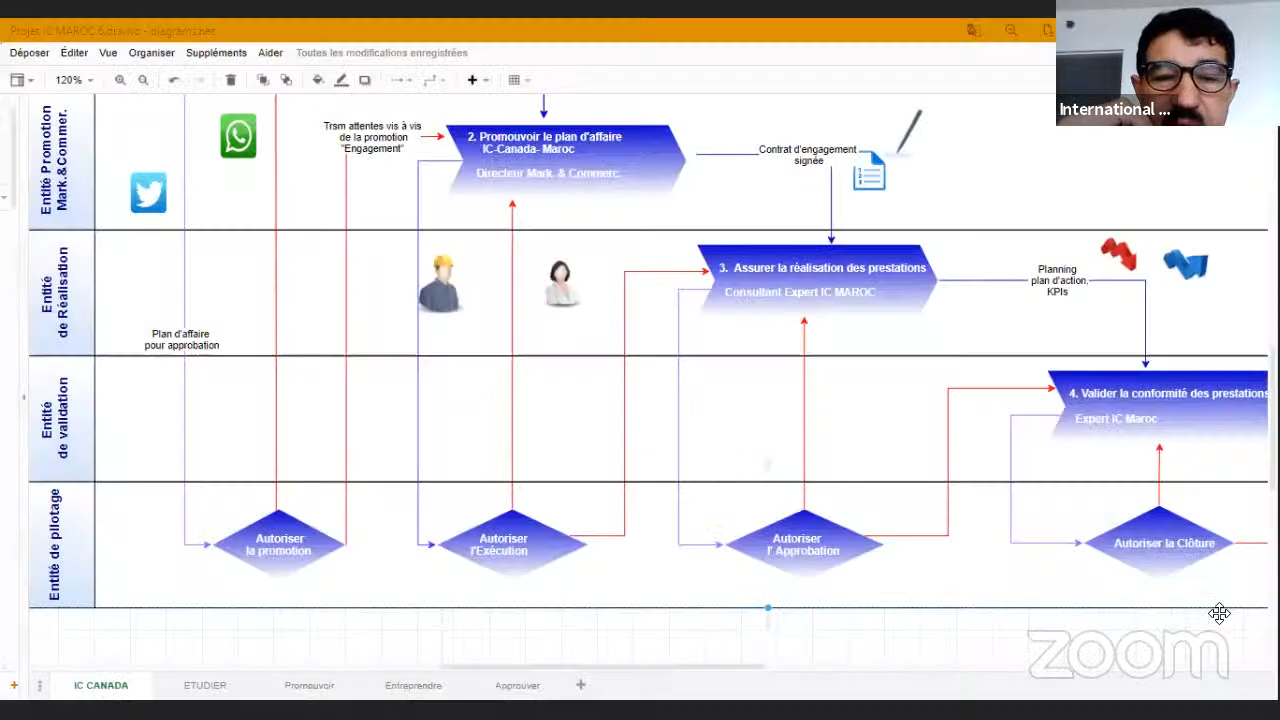 Projet IC MAROC 6.drawio - diagrams.net
Déposer Éditer Vue Organiser Suppléments Aider Toutes les modifications enregistrées
120%
International ...
Entité Promotion
Mark.&Commer.
Trsm attentes vis à vis
de la promotion
"Engagement"
2. Promouvoir le plan d'affaire
IC-Canada- Maroc
Directeur Mark. & Commerc.
Contrat d'engagement
signée
Entité
de Réalisation
3. Assurer la réalisation des prestations
Consultant Expert IC MAROC
Planning
plan d'action,
KPIs
Plan d'affaire
pour approbation
Entité
de validation
4. Valider la conformité des prestations
Expert IC Maroc
Entité de pilotage
Autoriser
la promotion
Autoriser
l'Exécution
Autoriser
l' Approbation
Autoriser la Clôture
zoom
IC CANADA ETUDIER Promouvoir Entreprendre Approuver